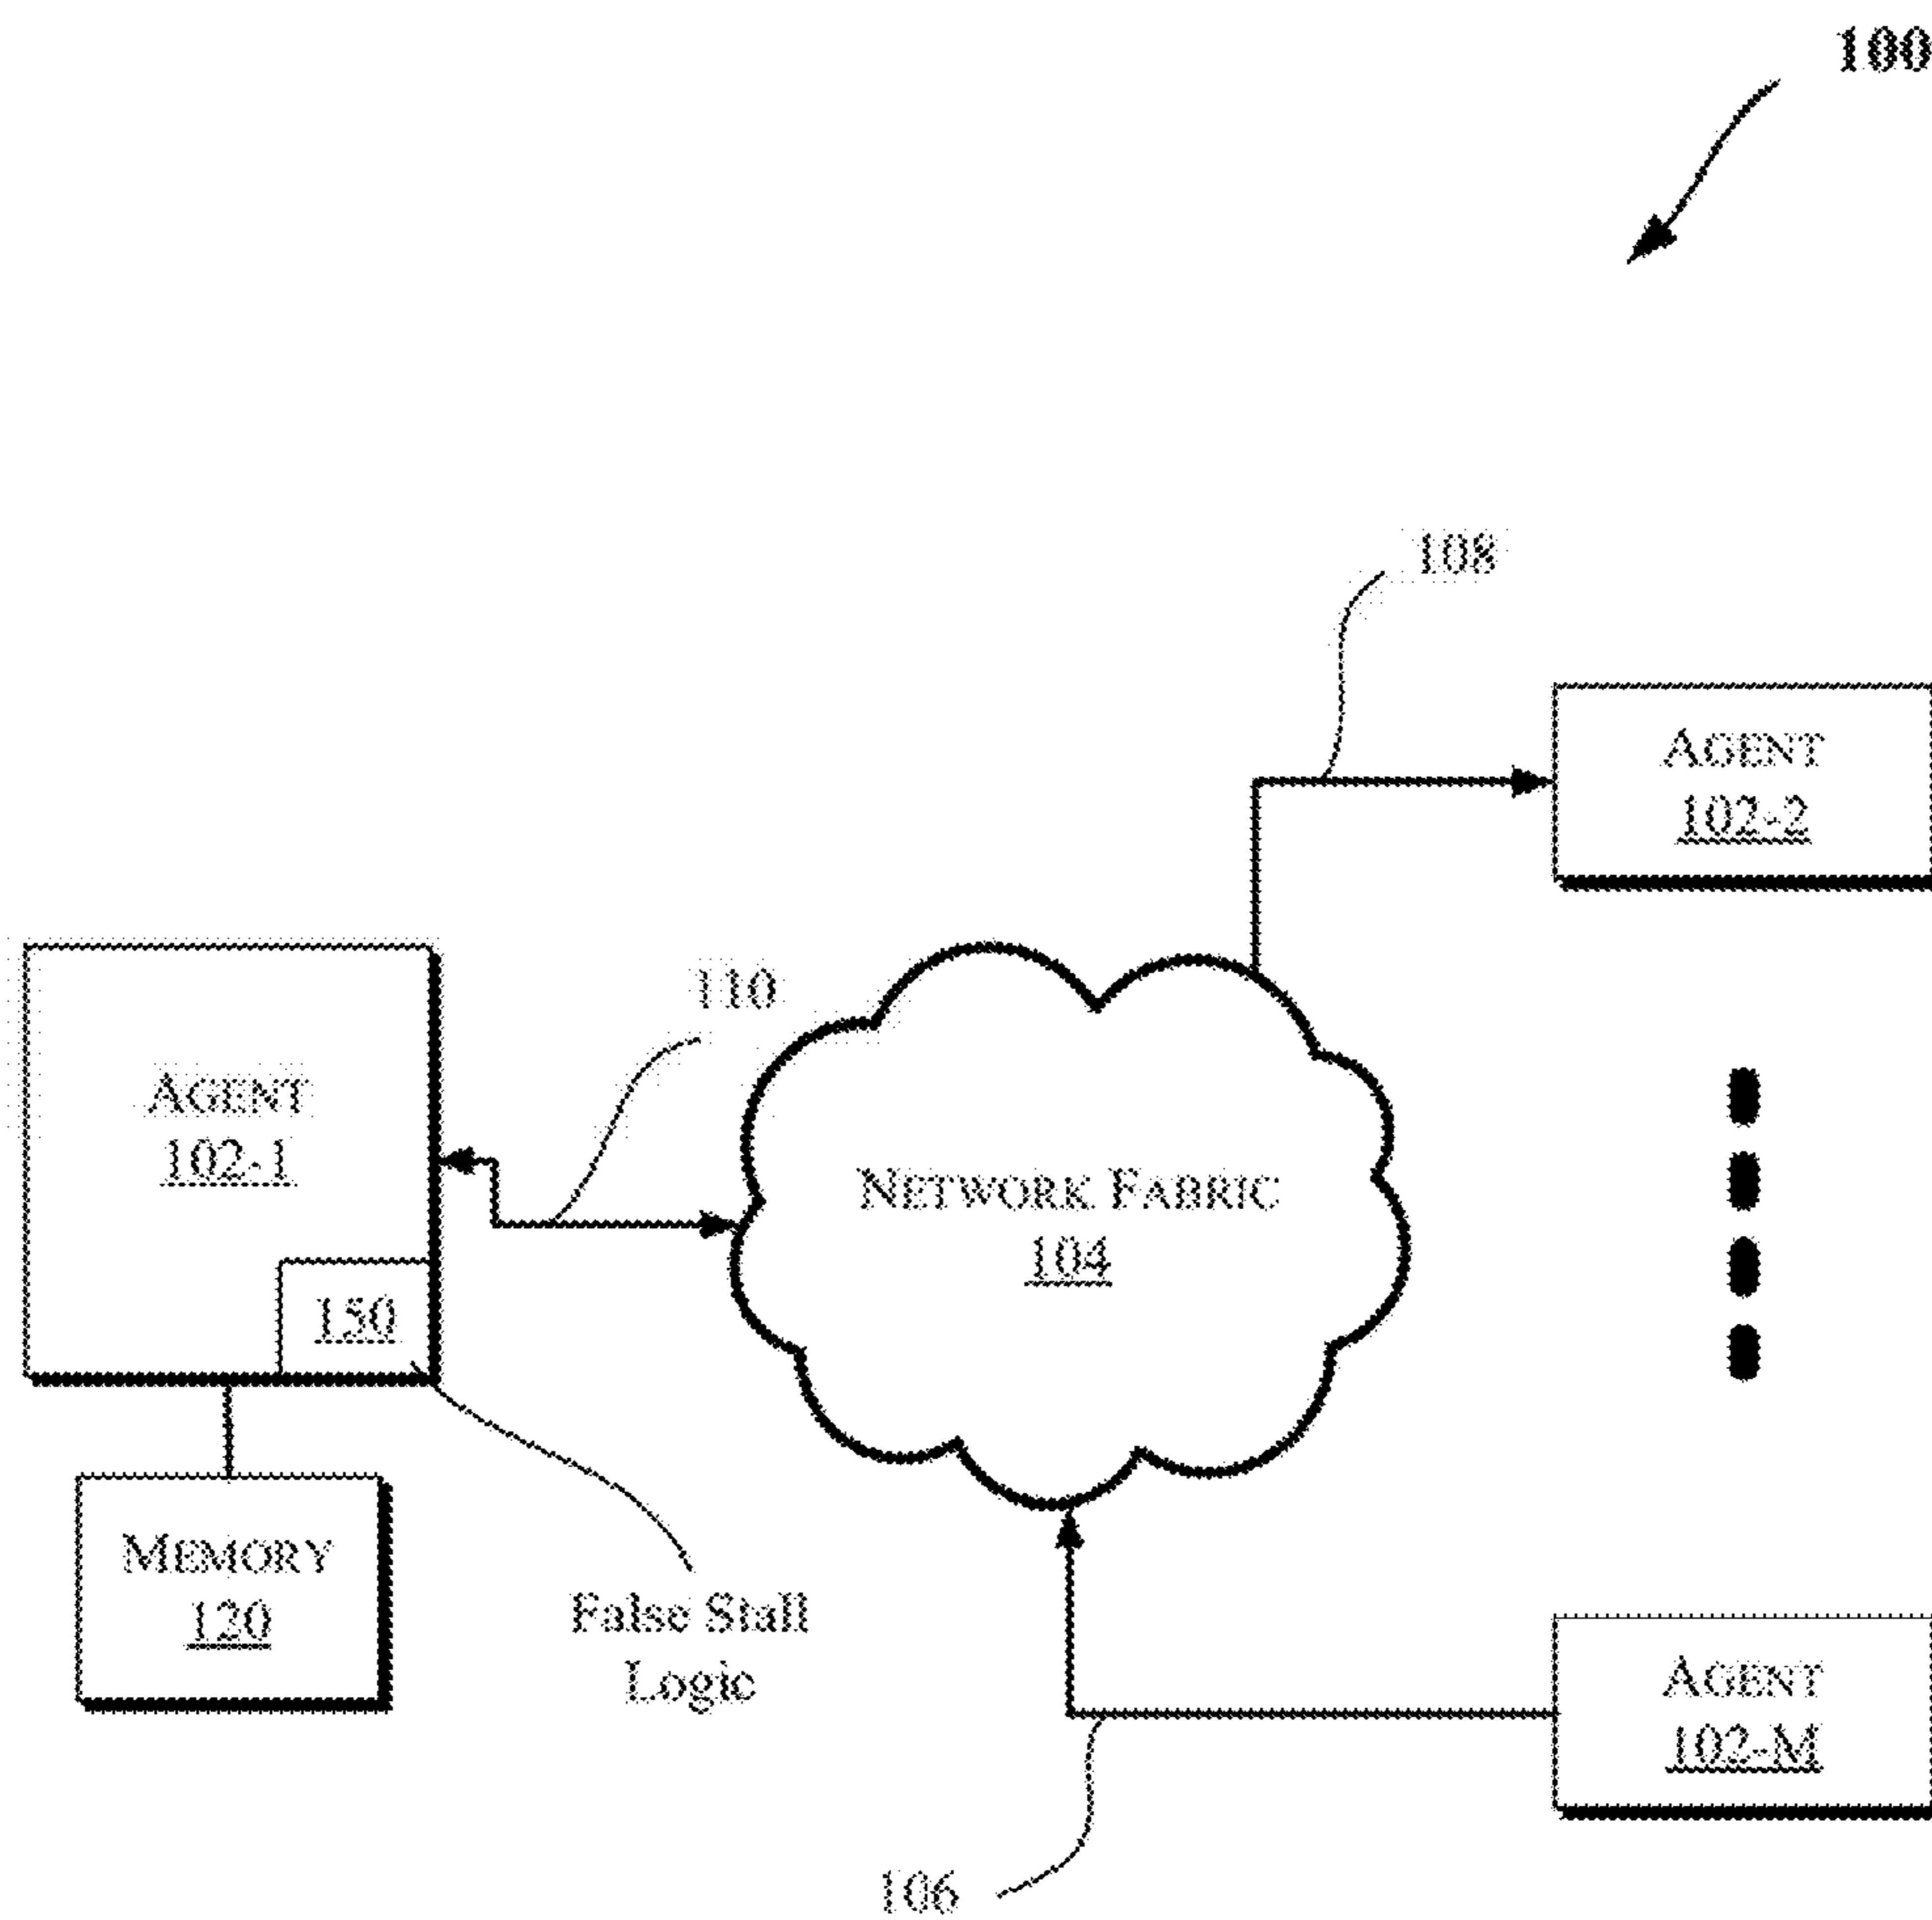 100
108
AGENT
102-2
110
AGENT
102-1
NETWORK FABRIC
104
150
MEMORY
120
False Stall
Logic
AGENT
102-M
106